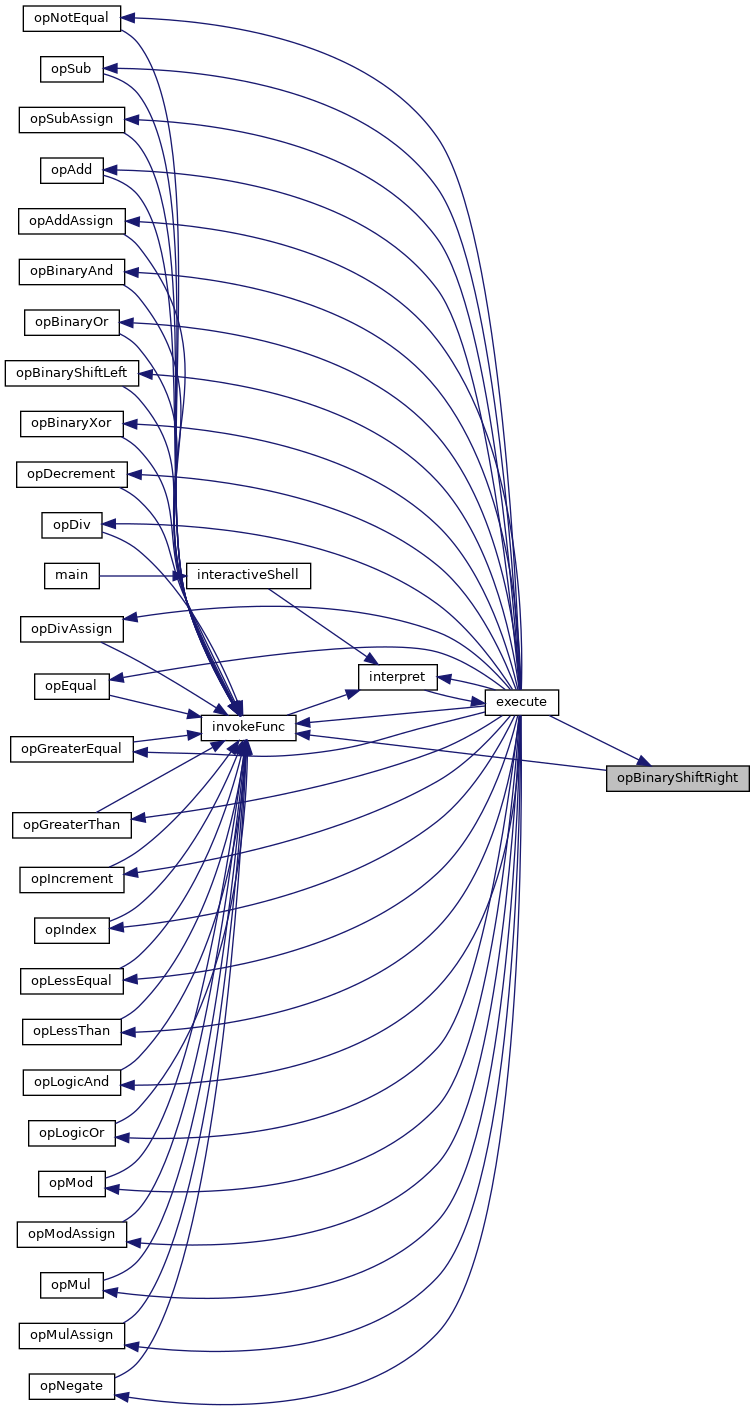 opNotEqual
opSub
opSubAssign
opAdd
opAddAssign
opBinaryAnd
opBinaryOr
opBinaryShiftLeft
opBinaryXor
opDecrement
opDiv
main
interactiveShell
opDivAssign
opEqual
interpret
execute
invokeFunc
opGreaterEqual
opBinaryShiftRight
opGreaterThan
opIncrement
opIndex
opLessEqual
opLessThan
opLogicAnd
opLogicOr
opMod
opModAssign
opMul
opMulAssign
opNegate